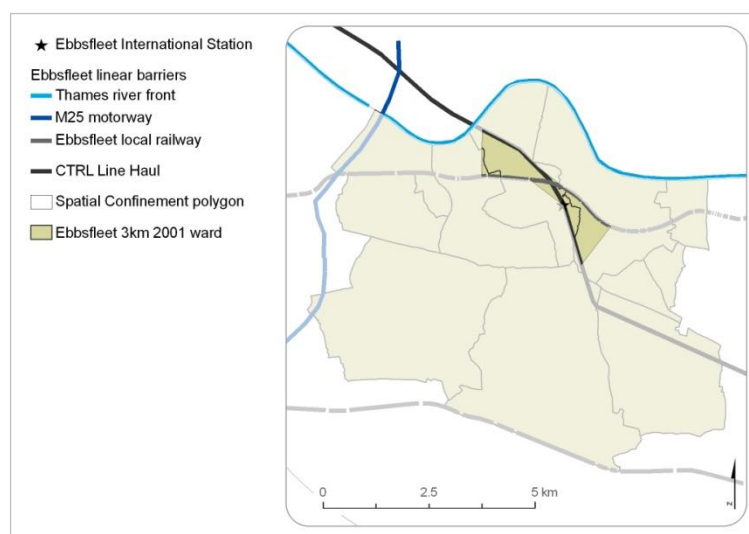 Ebbsfleet International Station
Ebbsfleet linear barriers
Thames river front
M25 motorway
Ebbsfleet local railway
CTRL Line Haul
Spatial Confinement polygon
Ebbsfleet 3km 2001 ward
0 2.5 5 km
z